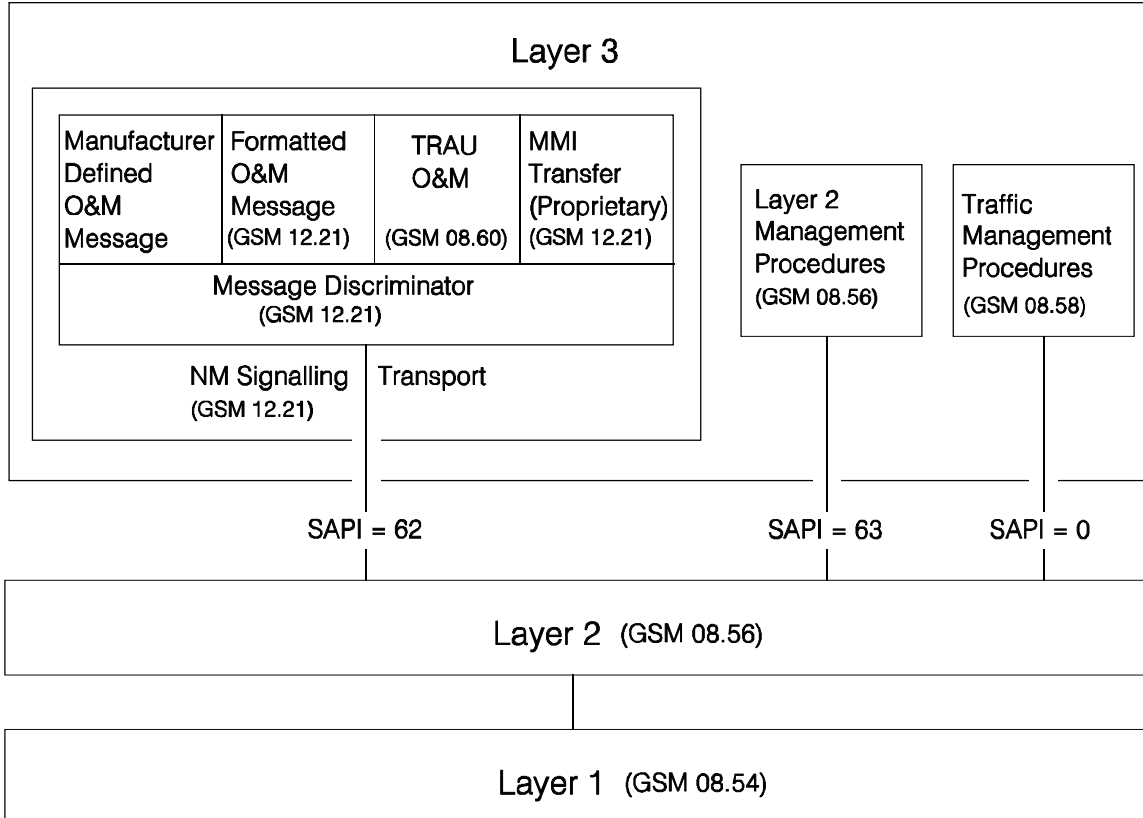 Layer 3
Manufacturer
Defined
O&M
Message
Formatted
O&M
Message
(GSM 12.21)
TRAU
O&M
(GSM 08.60)
MMI
Transfer
(Proprietary)
(GSM 12.21)
Message Discriminator
(GSM 12.21)
NM Signalling Transport
(GSM 12.21)
Layer 2
Management
Procedures
(GSM 08.56)
Traffic
Management
Procedures
(GSM 08.58)
SAPI = 62
SAPI = 63
SAPI = 0
Layer 2 (GSM 08.56)
Layer 1 (GSM 08.54)